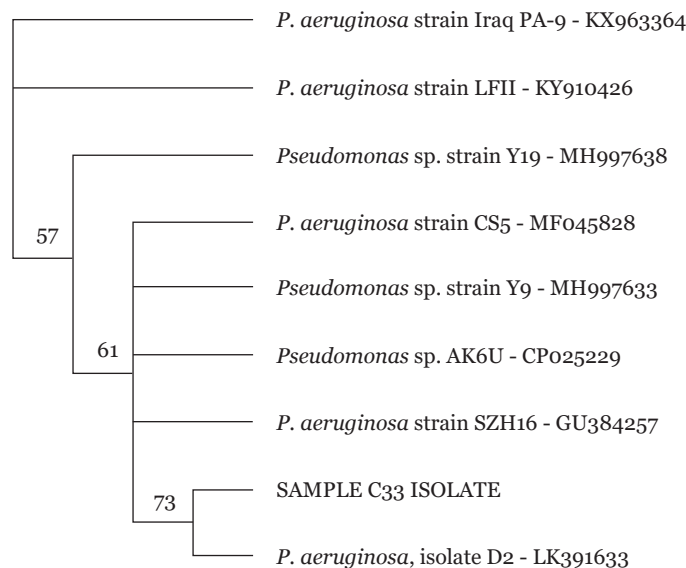 P. aeruginosa strain Iraq PA-9 - KX963364
P. aeruginosa strain LFII - KY910426
Pseudomonas sp. strain Y19 - MH997638
57
P. aeruginosa strain CS5 - MF045828
Pseudomonas sp. strain Y9 - MH997633
61
Pseudomonas sp. AK6U - CP025229
P. aeruginosa strain SZH16 - GU384257
73
SAMPLE C33 ISOLATE
P. aeruginosa, isolate D2 - LK391633